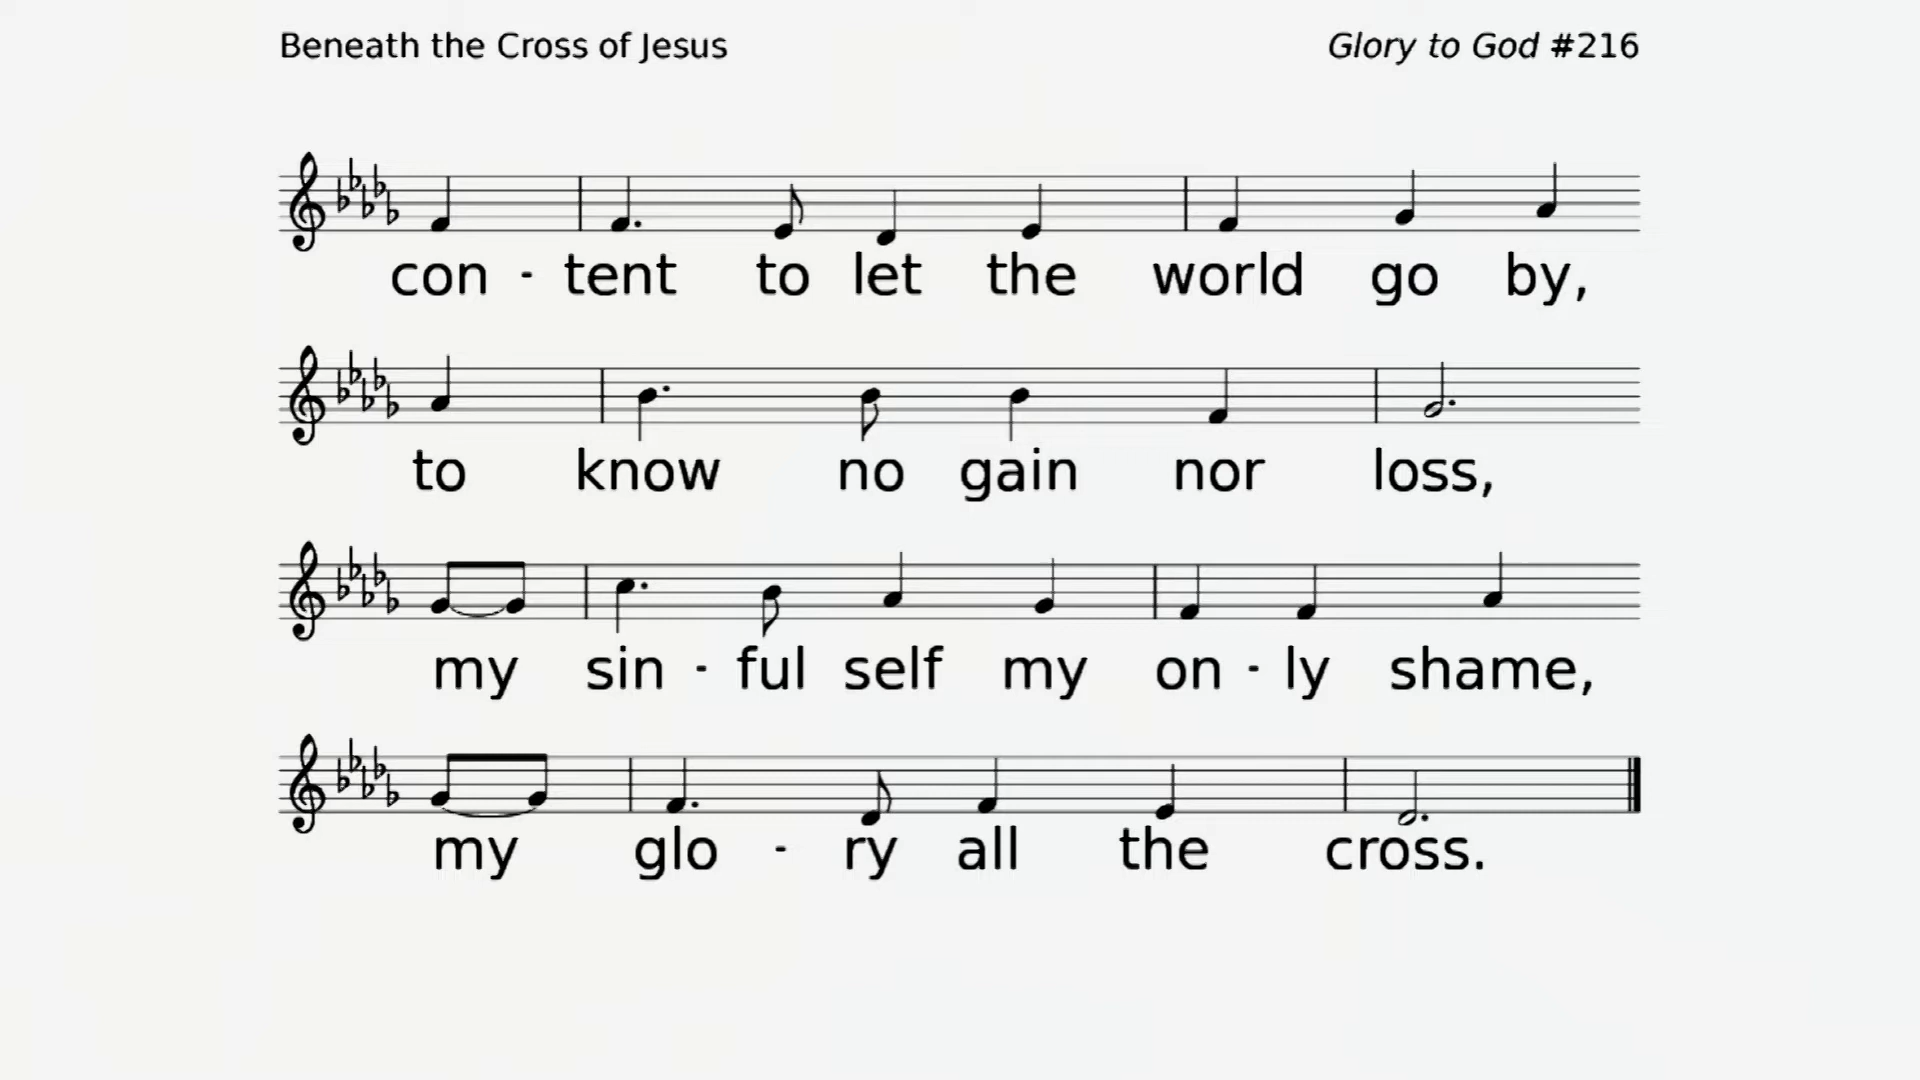 Beneath the Cross of Jesus
Glory to God #216
con - tent to let the world go by,
to know no gain nor loss,
my sin - ful self my on - ly shame,
my glo - ry all the cross.